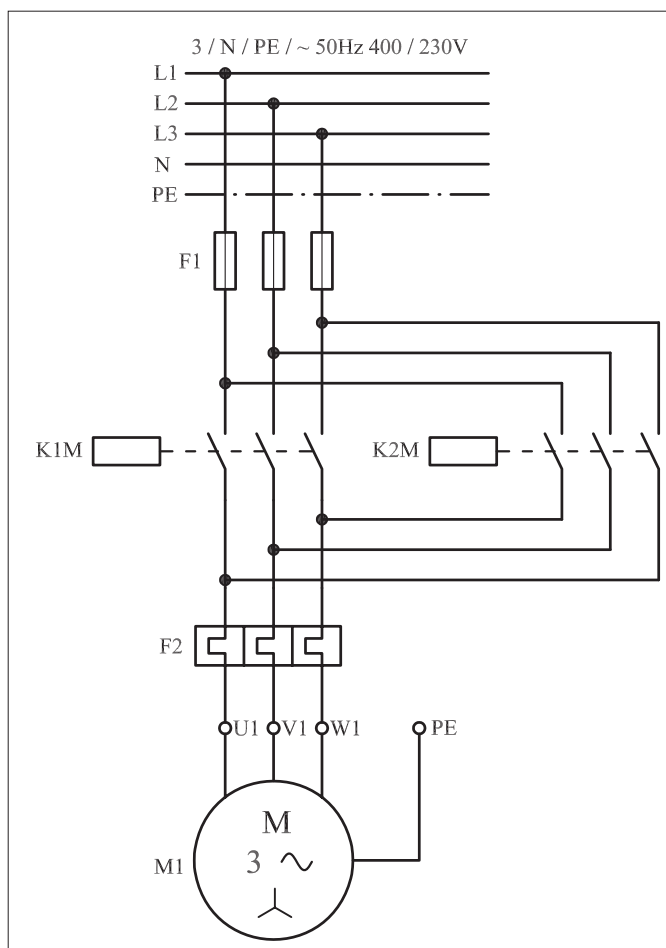 3 / N / PE / ~ 50Hz 400 / 230V
L1
L2
L3
N
PE
F1
K1M
K2M
F2
U1 V1 W1 PE
M
3
M1